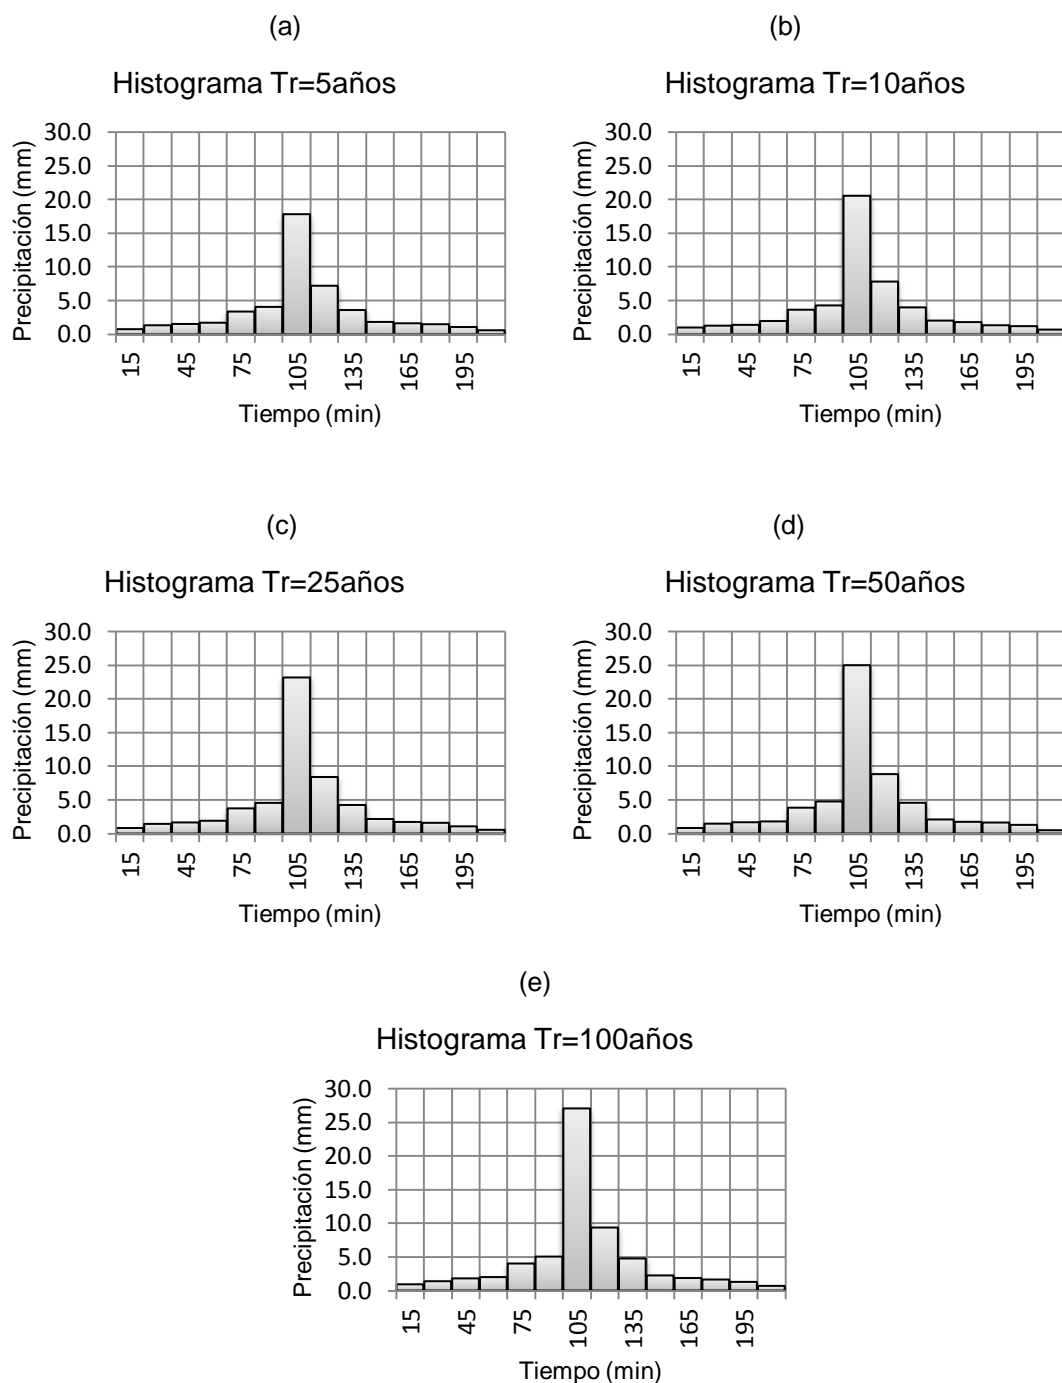 (a)
Histograma Tr=5años
Precipitación (mm)
30.0
25.0
20.0
15.0
10.0
5.0
0.0
15 45 75 105 135 165 195
Tiempo (min)
(b)
Histograma Tr=10años
Precipitación (mm)
30.0
25.0
20.0
15.0
10.0
5.0
0.0
15 45 75 105 135 165 195
Tiempo (min)
(c)
Histograma Tr=25años
Precipitación (mm)
30.0
25.0
20.0
15.0
10.0
5.0
0.0
15 45 75 105 135 165 195
Tiempo (min)
(d)
Histograma Tr=50años
Precipitación (mm)
30.0
25.0
20.0
15.0
10.0
5.0
0.0
15 45 75 105 135 165 195
Tiempo (min)
(e)
Histograma Tr=100años
Precipitación (mm)
30.0
25.0
20.0
15.0
10.0
5.0
0.0
15 45 75 105 135 165 195
Tiempo (min)